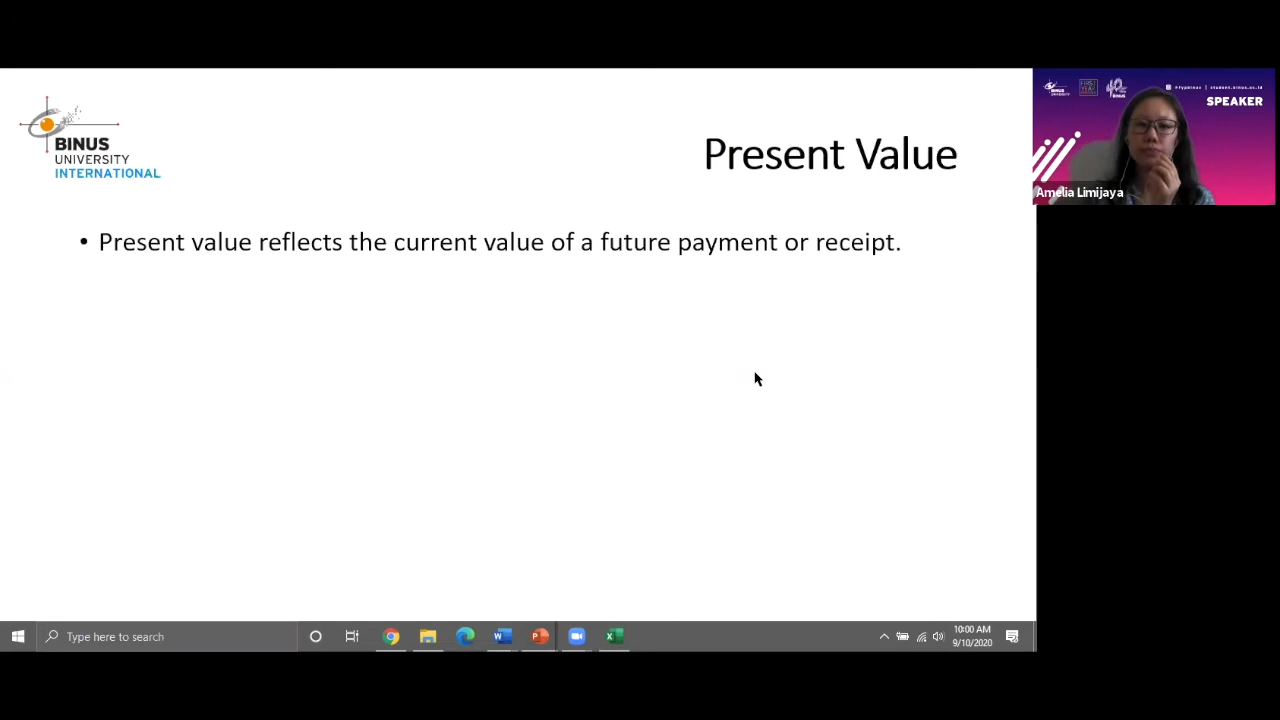 BINUS
UNIVERSITY
INTERNATIONAL
Present Value
• Present value reflects the current value of a future payment or receipt.
SPEAKER
Amelia Limijaya
Type here to search
10:00 AM
9/10/2020